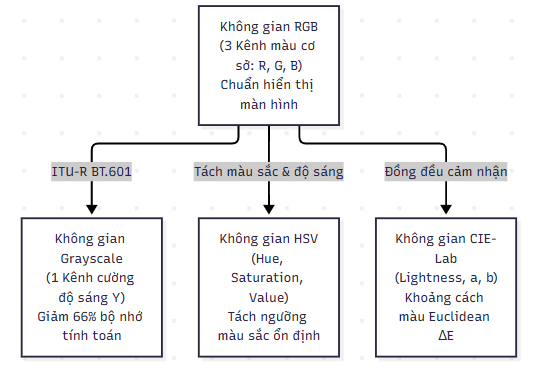 Không gian RGB
(3 Kênh màu cơ
sở: R, G, B)
Chuẩn hiển thị
màn hình
ITU-R BT.601
Tách màu sắc & độ sáng
Đồng đều cảm nhận
Không gian
Grayscale
(1 Kênh cường
độ sáng Y)
Giảm 66% bộ nhớ
tính toán
Không gian HSV
(Hue,
Saturation,
Value)
Tách ngưỡng
màu sắc ổn định
Không gian CIE-
Lab
(Lightness, a, b)
Khoảng cách
màu Euclidean
ΔE